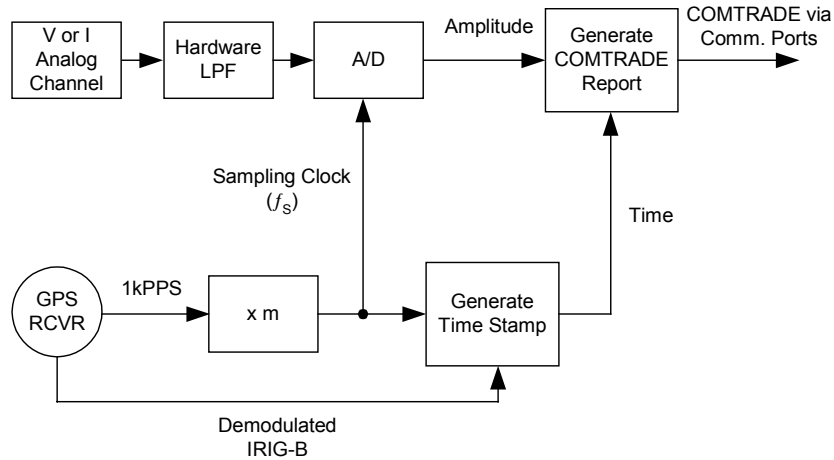 V or I
Analog
Channel
Hardware
LPF
A/D
Amplitude
Generate
COMTRADE
Report
COMTRADE via
Comm. Ports
Sampling Clock
(fS)
Time
GPS
RCVR
1kPPS
x m
Generate
Time Stamp
Demodulated
IRIG-B